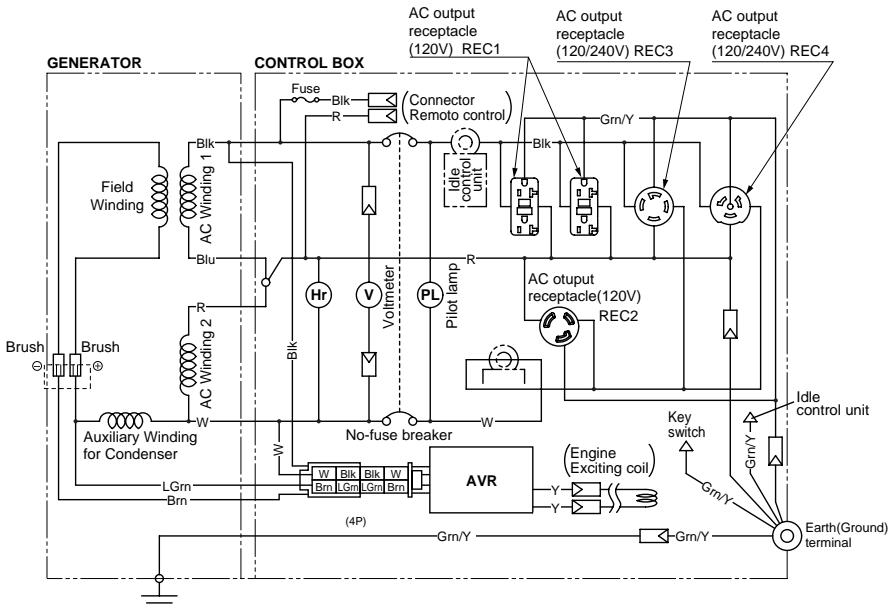 AC output
receptacle
(120V) REC1
AC output
receptacle
(120/240V) REC3
AC output
receptacle
(120/240V) REC4
GENERATOR
CONTROL BOX
Fuse
Blk
R
(Connector
Remoto control)
Grn/Y
Blk
Blk
Field
Winding
AC Winding 1
Idle
control
unit
Blu
R
R
Hr
V
Voltmeter
PL
Pilot lamp
AC otuput
receptacle(120V)
REC2
AC Winding 2
Blk
Brush
Brush
Auxiliary Winding
for Condenser
W
No-fuse breaker
W
W
Key
switch
Idle
control unit
W Blk Blk W
Brn LGrn LGrn Brn
AVR
(Engine
Exciting coil)
Y
Y
LGrn
Brn
(4P)
Grn/Y
Grn/Y
Grn/Y
Grn/Y
Earth(Ground)
terminal